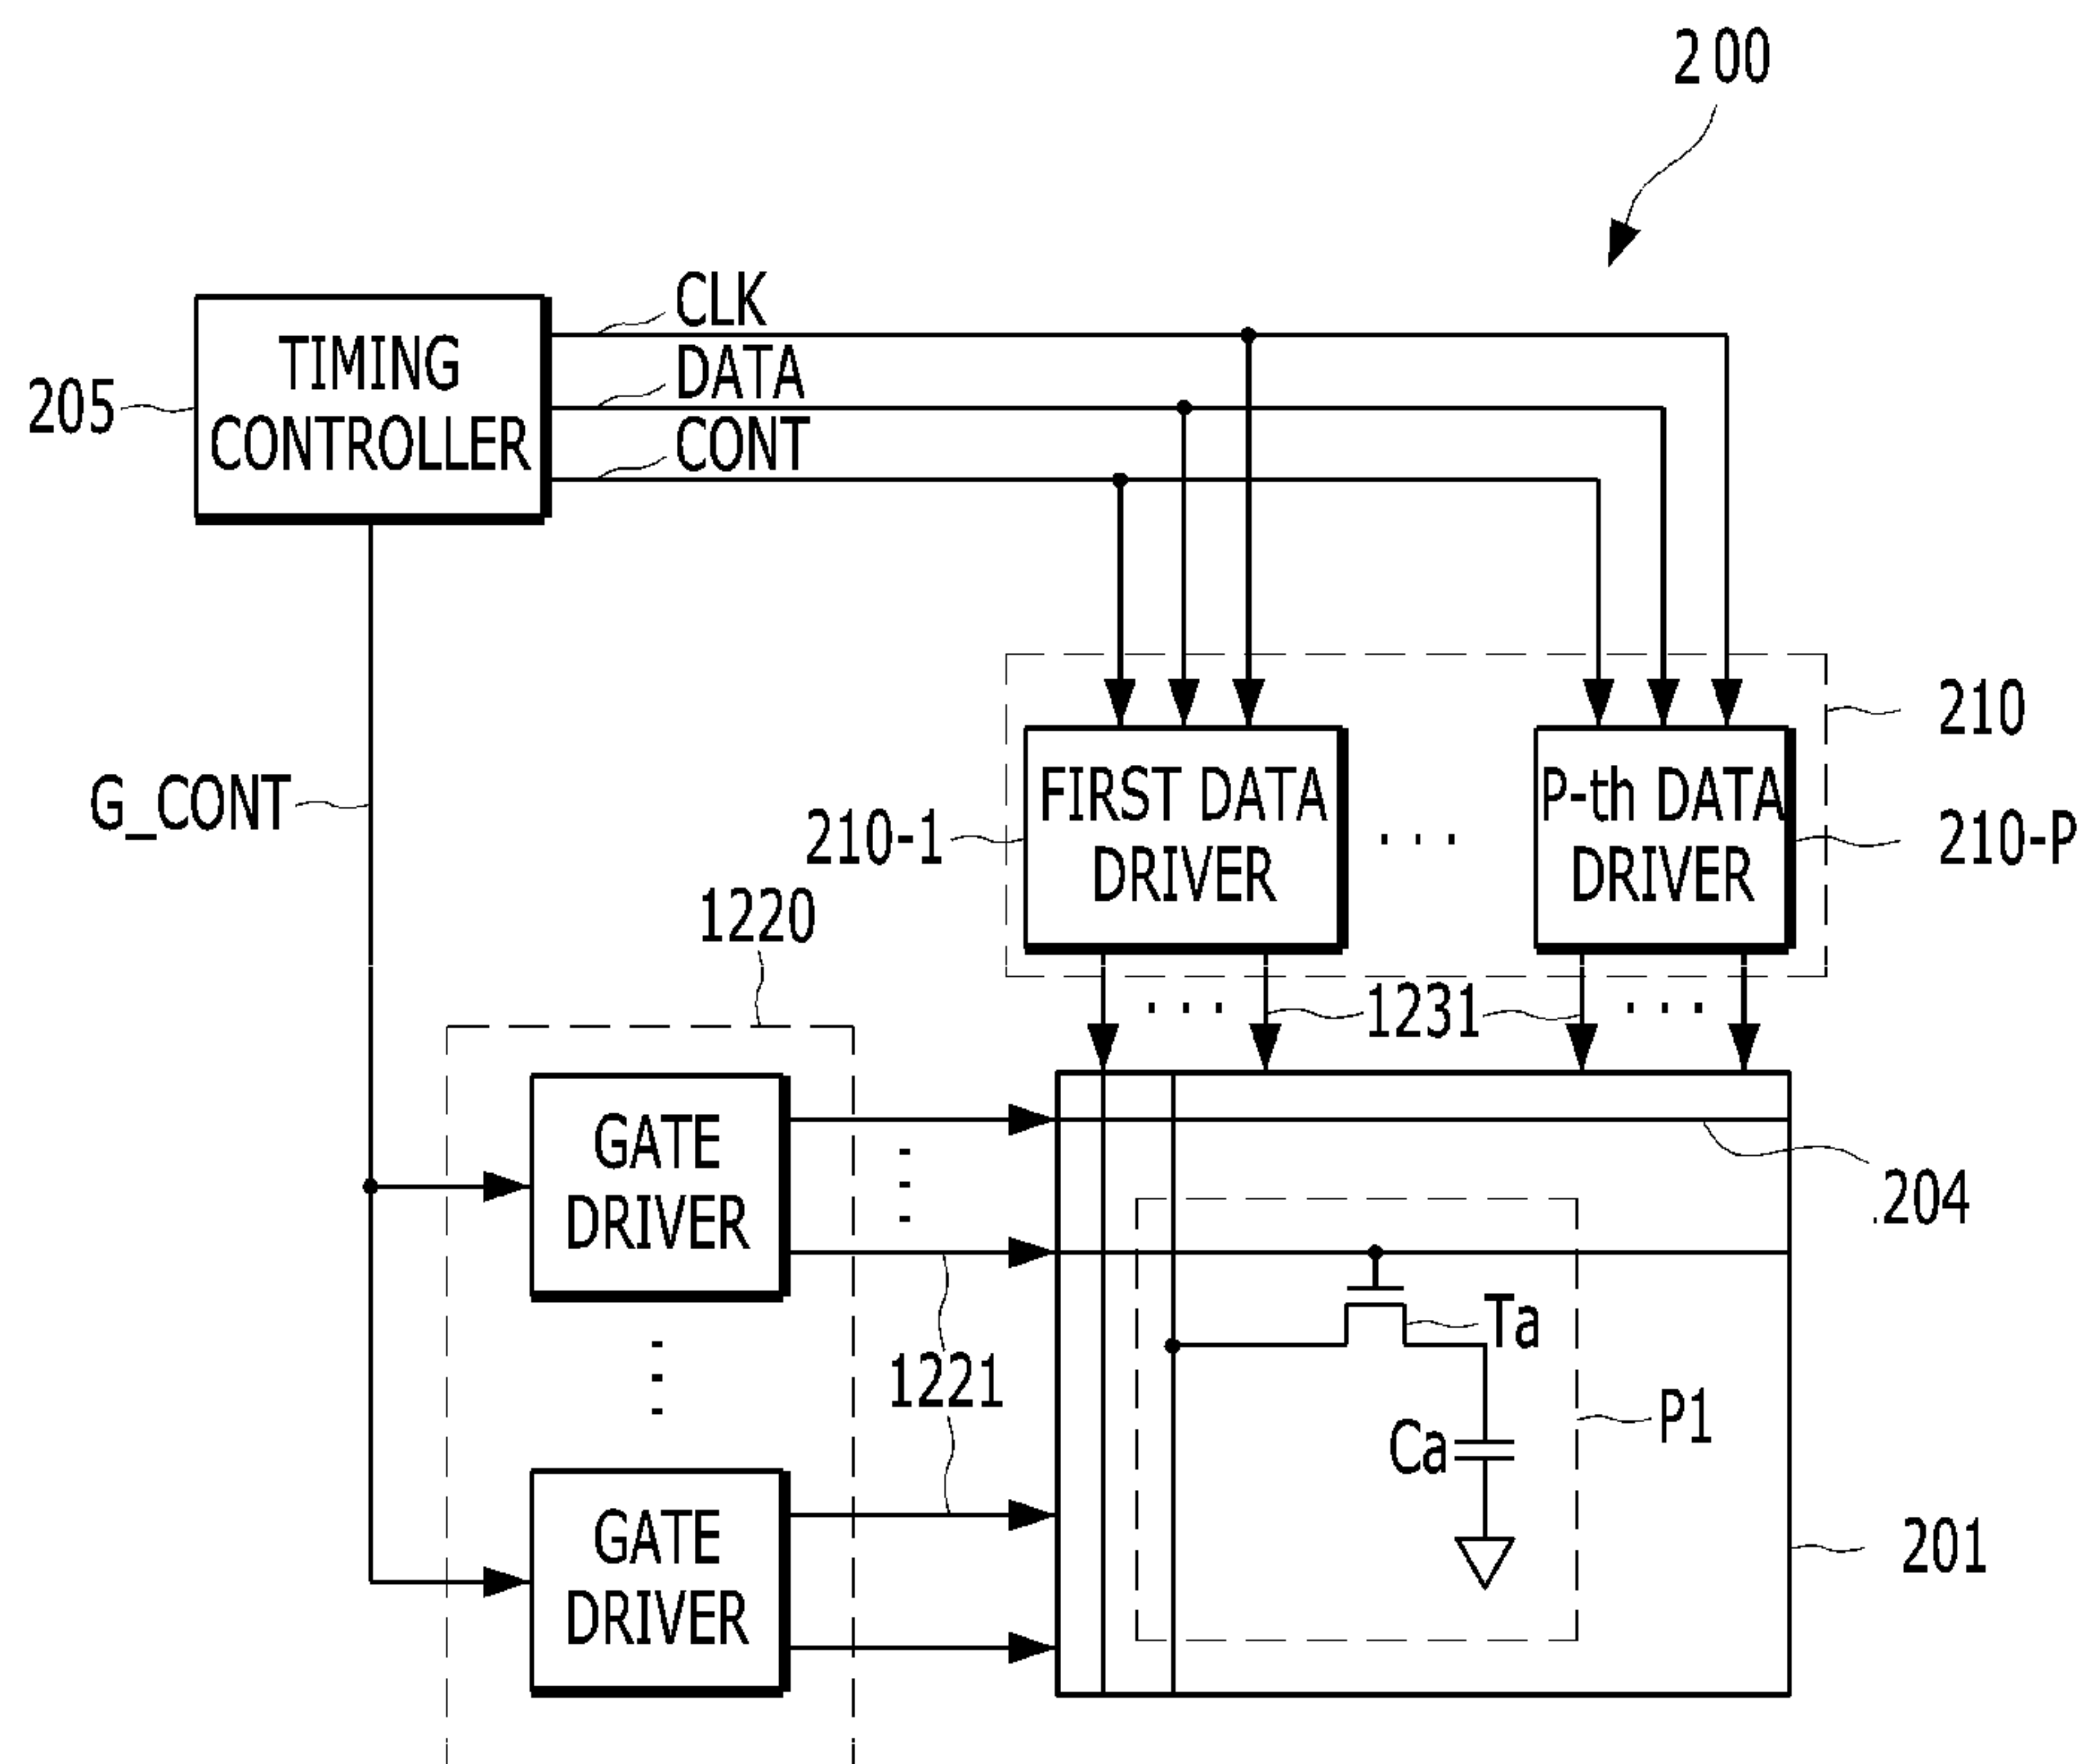 200
CLK
TIMING
DATA
205
CONTROLLER
CONT
210
G_CONT
FIRST DATA
P-th DATA
210-1
DRIVER
DRIVER
210-P
1220
1231
GATE
DRIVER
204
Ta
1221
P1
Ca
GATE
DRIVER
201